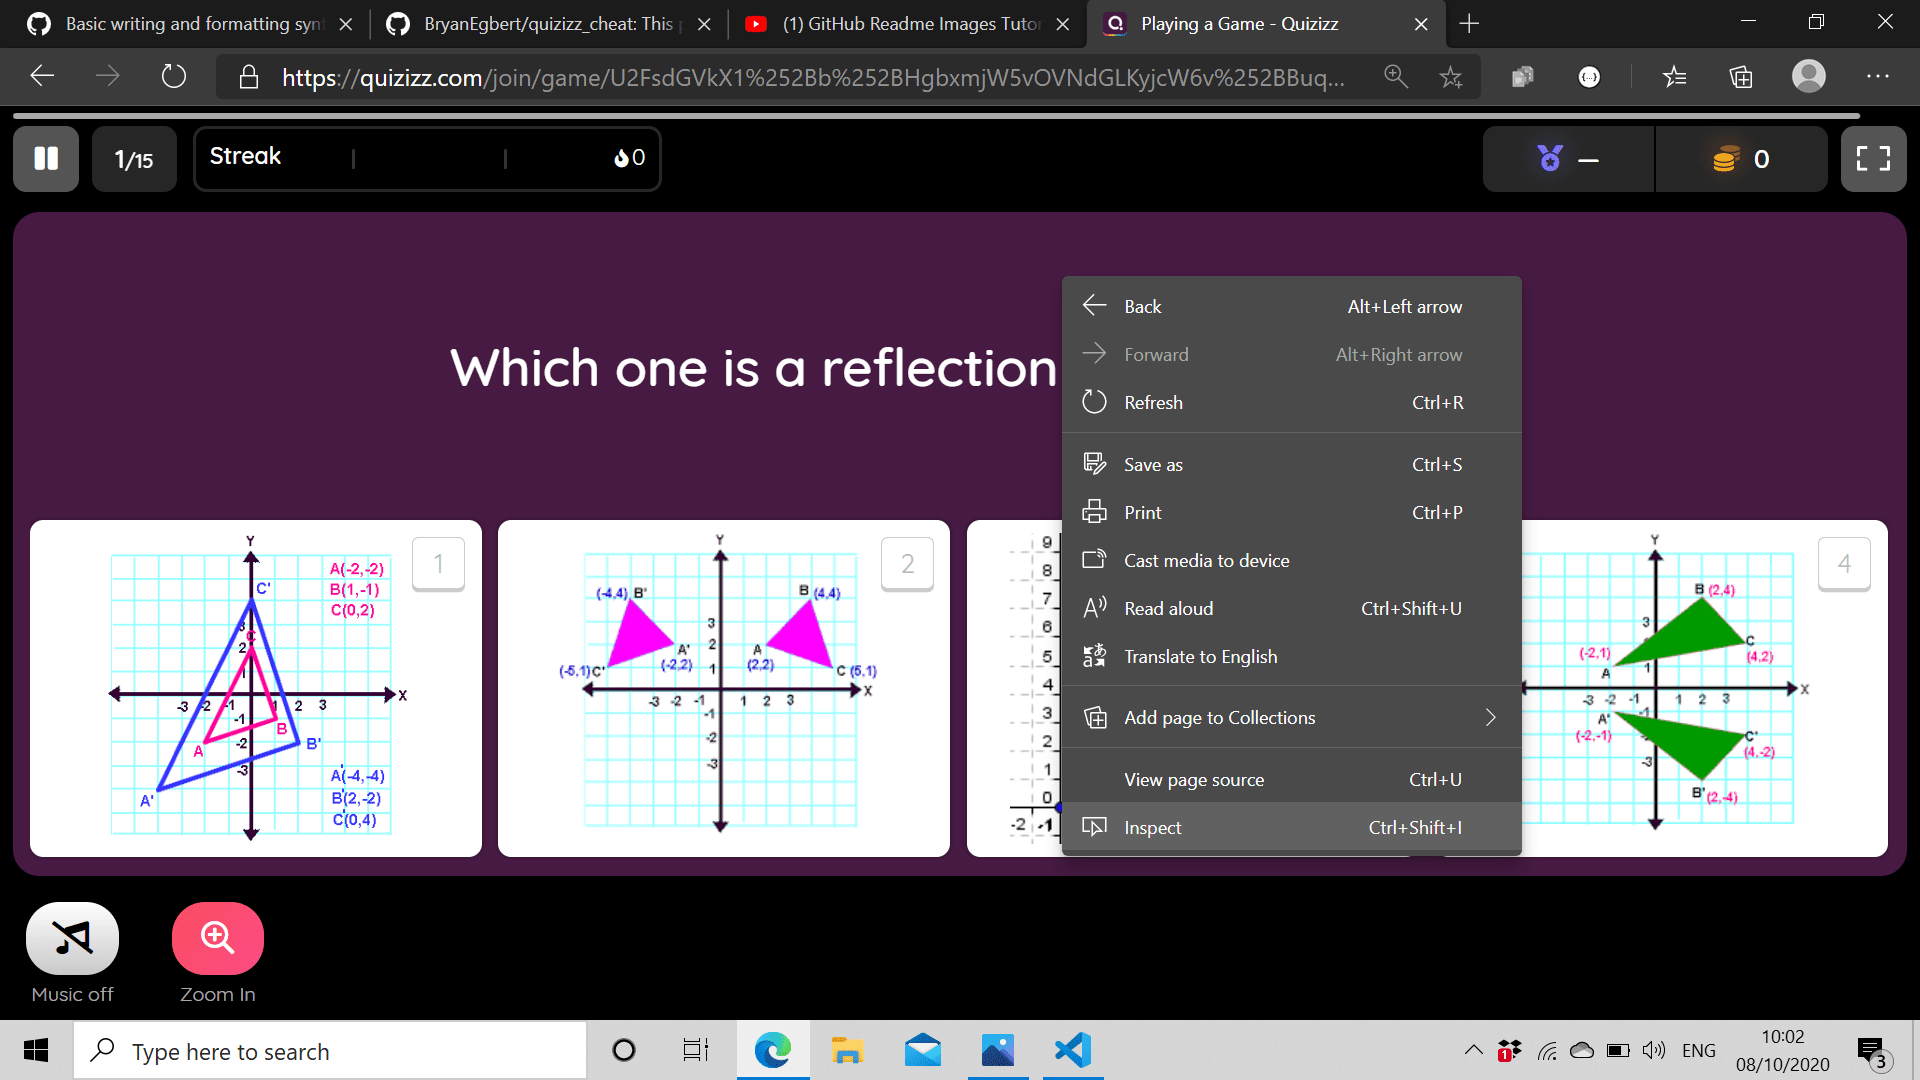 Basic writing and formatting synt
BryanEgbert/quizizz_cheat: This p
(1) GitHub Readme Images Tutor
Playing a Game - Quizizz
https://quizizz.com/join/game/U2FsdGVkX1%252Bb%252BHgbxmjW5vOVNdGLKyjcW6v%252BBuq...
1/15
Streak
0
–
0
Which one is a reflection
Back Alt+Left arrow
Forward Alt+Right arrow
Refresh Ctrl+R
Save as Ctrl+S
Print Ctrl+P
Cast media to device
Read aloud Ctrl+Shift+U
Translate to English
Add page to Collections
View page source Ctrl+U
Inspect Ctrl+Shift+I
1
Y
C'
A(-2,-2)
B(1,-1)
C(0,2)
3
C
2
1
X
-3 -2 -1 1 2 3
-1
B
A
-2
B'
-3
A'
A'(-4,-4)
B'(2,-2)
C'(0,4)
2
Y
(-4,4) B'
B (4,4)
3
2
A'
A
(-2,2)
(2,2)
1
(-5,1) C'
C (5,1)
X
-3 -2 -1 1 2 3
-1
-2
-3
9
8
7
6
5
4
3
2
1
0
-2 -1
4
Y
B (2,4)
3
C
(4,2)
(-2,1)
A
1
X
-3 -2 -1 1 2 3
-1
A'
(-2,-1)
C'
(4,-2)
-3
B' (2,-4)
Music off
Zoom In
Type here to search
1
ENG
10:02
08/10/2020
3